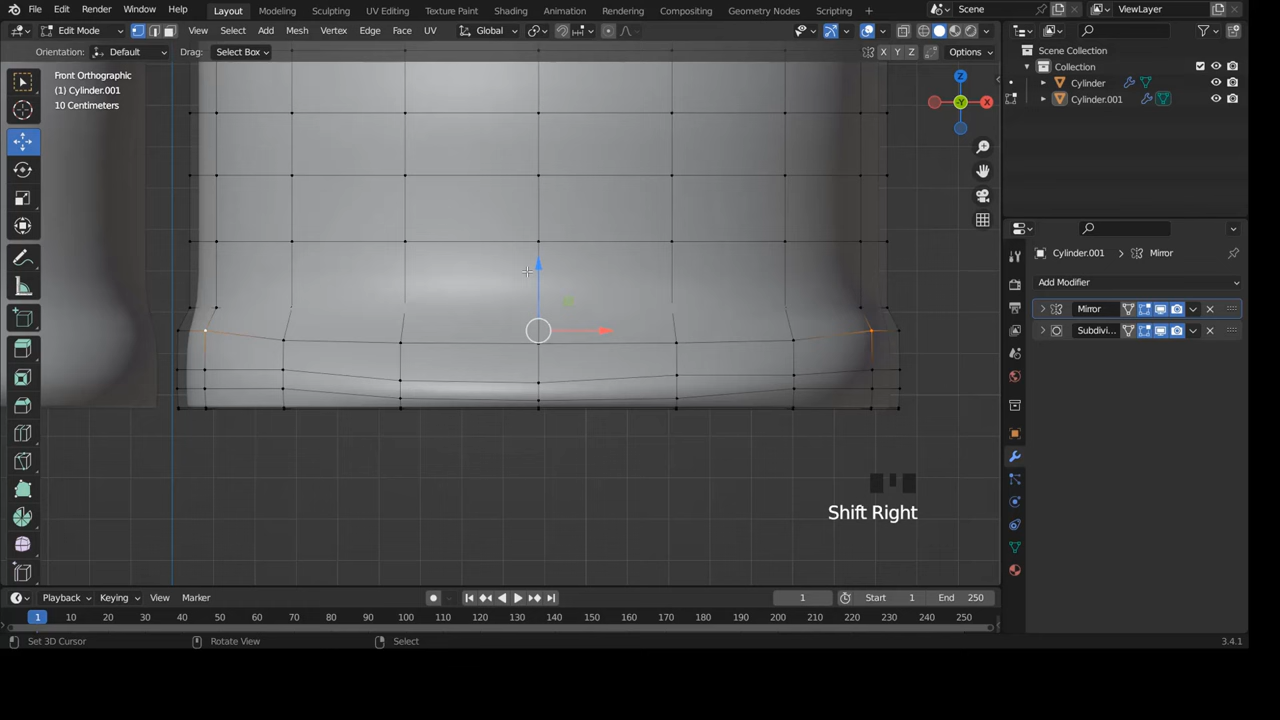 File Edit Render Window Help Layout Modeling Sculpting UV Editing Texture Paint Shading Animation Rendering Compositing Geometry Nodes Scripting Scene ViewLayer
Edit Mode View Select Add Mesh Vertex Edge Face UV Global
Orientation: Default Drag: Select Box X Y Z Options
Front Orthographic
(1) Cylinder.001
10 Centimeters
Z
-Y
X
Scene Collection
Collection
Cylinder
Cylinder.001
Cylinder.001 Mirror
Add Modifier
Mirror
Subdivi...
Shift Right
Playback Keying View Marker 1 Start 1 End 250
1 10 20 30 40 50 60 70 80 90 100 110 120 130 140 150 160 170 180 190 200 210 220 230 240 250
Set 3D Cursor Rotate View Select 3.4.1